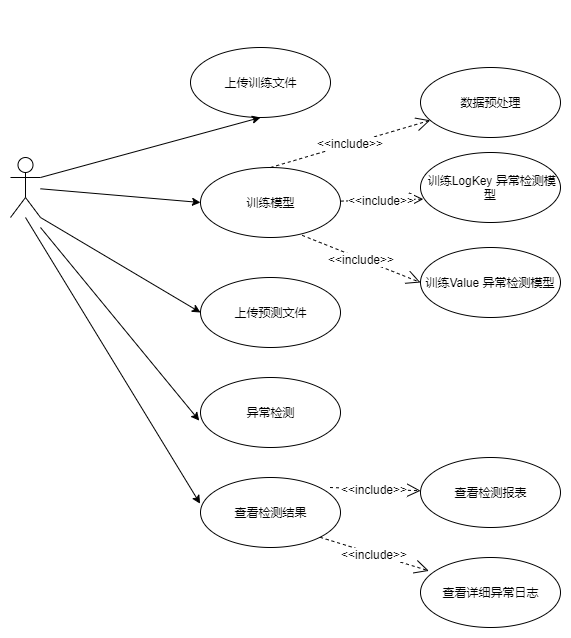 上传训练文件
数据预处理
<<include>>
训练模型
<<include>>
训练LogKey 异常检测模
型
<<include>>
训练Value 异常检测模型
上传预测文件
异常检测
查看检测结果
<<include>>
查看检测报表
<<include>>
查看详细异常日志